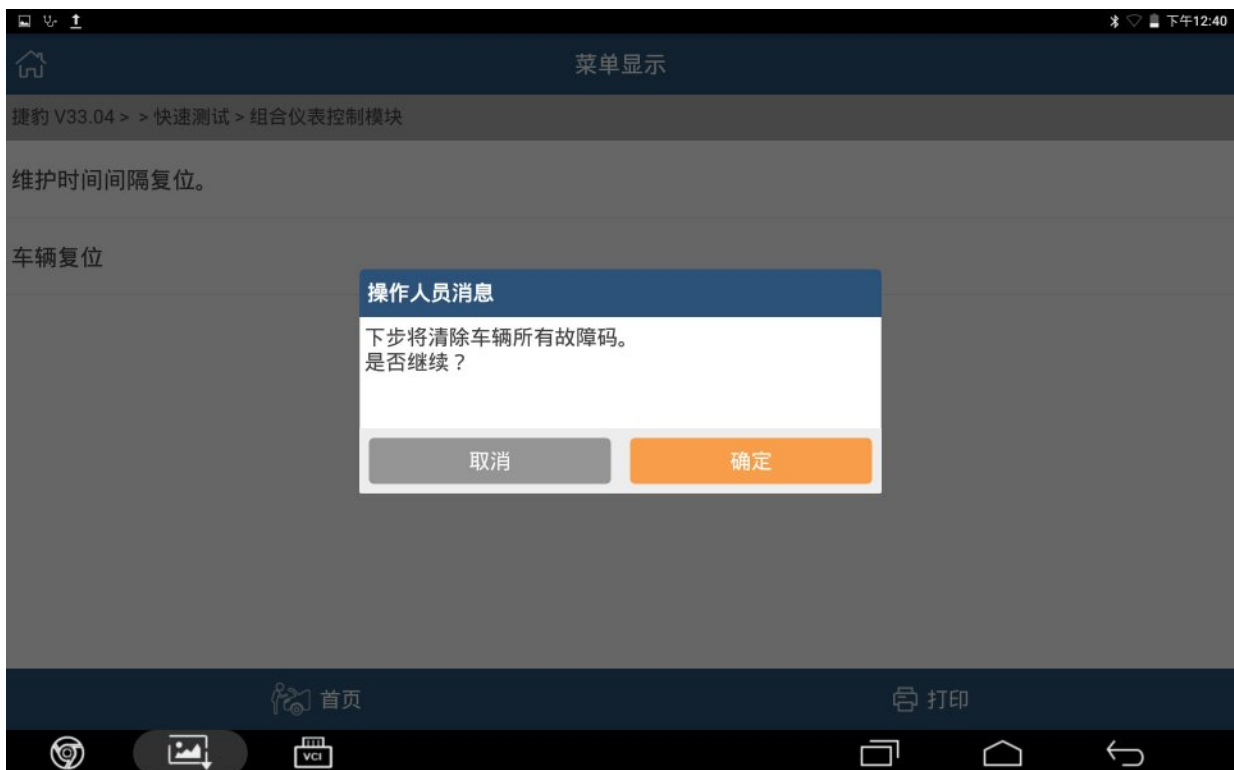 下午12:40
菜单显示
捷豹 V33.04 > > 快速测试 > 组合仪表控制模块
维护时间间隔复位。
车辆复位
操作人员消息
下步将清除车辆所有故障码。
是否继续？
取消
确定
首页
打印
VCI